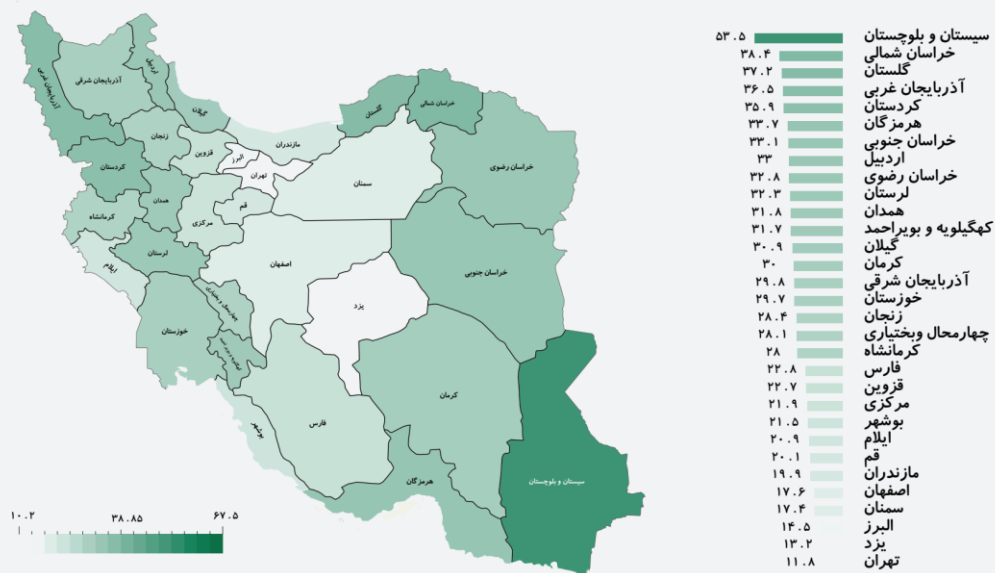 سیستان و بلوچستان ۵۳.۵
خراسان شمالی ۳۸.۴
گلستان ۳۷.۲
آذربایجان غربی ۳۶.۵
کردستان ۳۵.۹
هرمزگان ۳۳.۷
خراسان جنوبی ۳۳.۱
اردبیل ۳۳
خراسان رضوی ۳۲.۸
لرستان ۳۲.۳
همدان ۳۱.۸
کهگیلویه و بویراحمد ۳۱.۷
گیلان ۳۰.۹
کرمان ۳۰
آذربایجان شرقی ۲۹.۸
خوزستان ۲۹.۷
زنجان ۲۸.۴
چهارمحال وبختیاری ۲۸.۱
کرمانشاه ۲۸
فارس ۲۲.۸
قزوین ۲۲.۷
مرکزی ۲۱.۹
بوشهر ۲۱.۵
ایلام ۲۰.۹
قم ۲۰.۱
مازندران ۱۹.۹
اصفهان ۱۷.۶
سمنان ۱۷.۴
البرز ۱۴.۵
یزد ۱۳.۲
تهران ۱۱.۸
آذربایجان غربی
آذربایجان شرقی
اردبیل
گیلان
زنجان
قزوین
البرز
تهران
مازندران
گلستان
خراسان شمالی
خراسان رضوی
سمنان
کردستان
همدان
مرکزی
قم
کرمانشاه
لرستان
ایلام
اصفهان
خراسان جنوبی
یزد
خوزستان
چهارمحال وبختیاری
کهگیلویه و بویراحمد
فارس
کرمان
بوشهر
هرمزگان
سیستان و بلوچستان
۱۰.۲ ۳۸.۸۵ ۶۷.۵